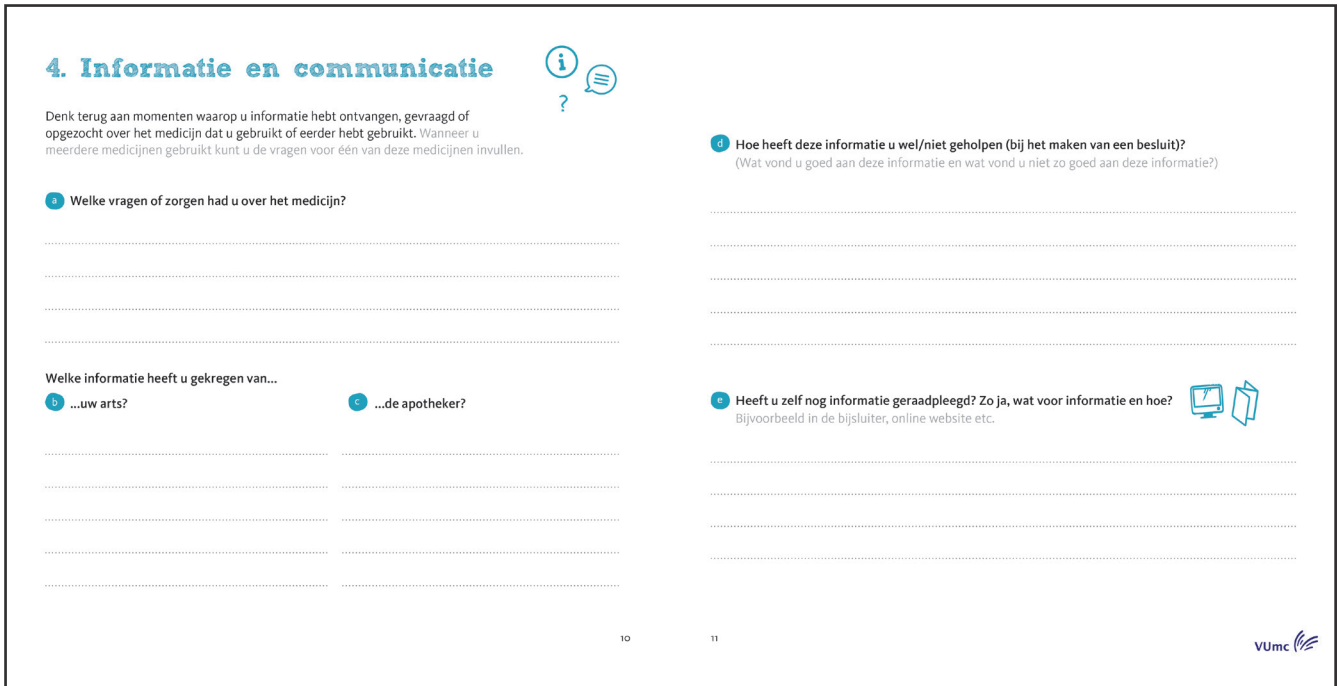 4. Informatie en communicatie
i
?
Denk terug aan momenten waarop u informatie hebt ontvangen, gevraagd of
opgezocht over het medicijn dat u gebruikt of eerder hebt gebruikt. Wanneer u
meerdere medicijnen gebruikt kunt u de vragen voor één van deze medicijnen invullen.
a Welke vragen of zorgen had u over het medicijn?
Welke informatie heeft u gekregen van...
b ...uw arts?
c ...de apotheker?
10
d Hoe heeft deze informatie u wel/niet geholpen (bij het maken van een besluit)?
(Wat vond u goed aan deze informatie en wat vond u niet zo goed aan deze informatie?)
e Heeft u zelf nog informatie geraadpleegd? Zo ja, wat voor informatie en hoe?
Bijvoorbeeld in de bijsluiter, online website etc.
11
VUmc